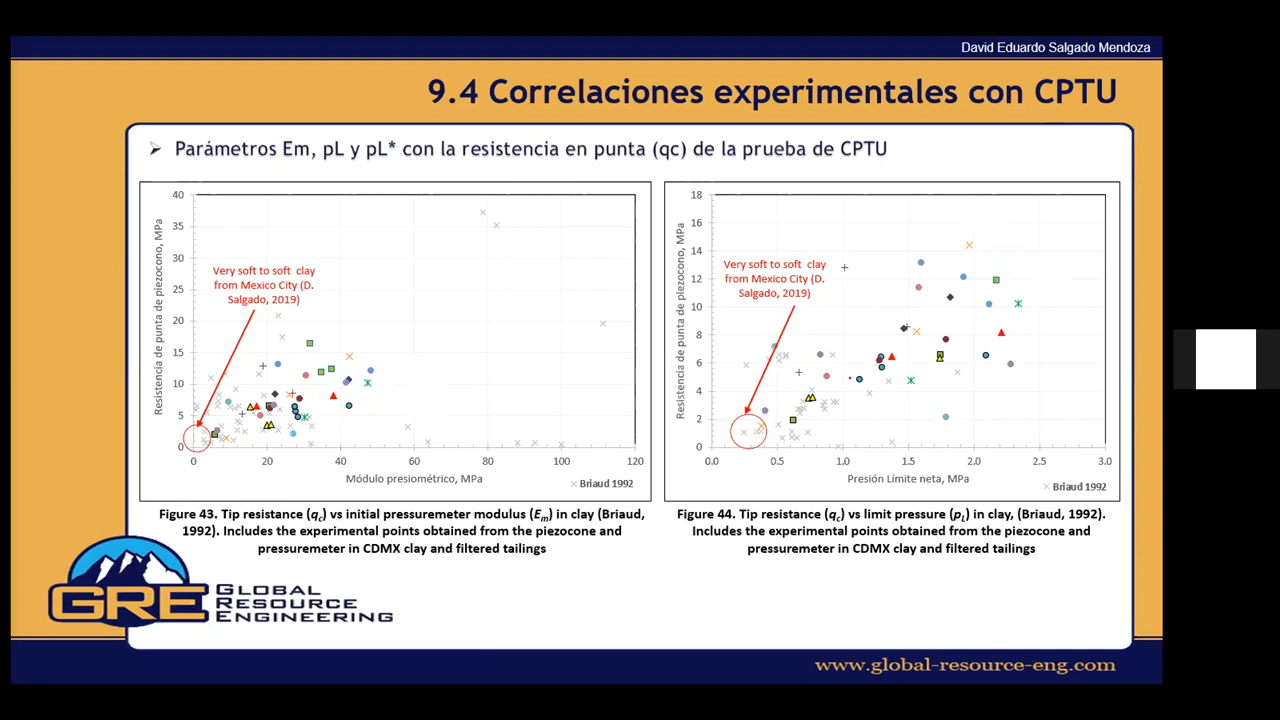 David Eduardo Salgado Mendoza
9.4 Correlaciones experimentales con CPTU
Parámetros Em, pL y pL* con la resistencia en punta (qc) de la prueba de CPTU
Resistencia de punta de piezocono, MPa
40
35
30
25
20
15
10
5
0
Very soft to soft clay
from Mexico City (D.
Salgado, 2019)
0 20 40 60 80 100 120
Módulo presiométrico, MPa
Briaud 1992
Figure 43. Tip resistance (qc) vs initial pressuremeter modulus (Em) in clay (Briaud,
1992). Includes the experimental points obtained from the piezocone and
pressuremeter in CDMX clay and filtered tailings
Resistencia de punta de piezocono, MPa
18
16
14
12
10
8
6
4
2
0
Very soft to soft clay
from Mexico City (D.
Salgado, 2019)
0.0 0.5 1.0 1.5 2.0 2.5 3.0
Presión Límite neta, MPa
Briaud 1992
Figure 44. Tip resistance (qc) vs limit pressure (pL) in clay, (Briaud, 1992).
Includes the experimental points obtained from the piezocone and
pressuremeter in CDMX clay and filtered tailings
GRE
GLOBAL
RESOURCE
ENGINEERING
www.global-resource-eng.com